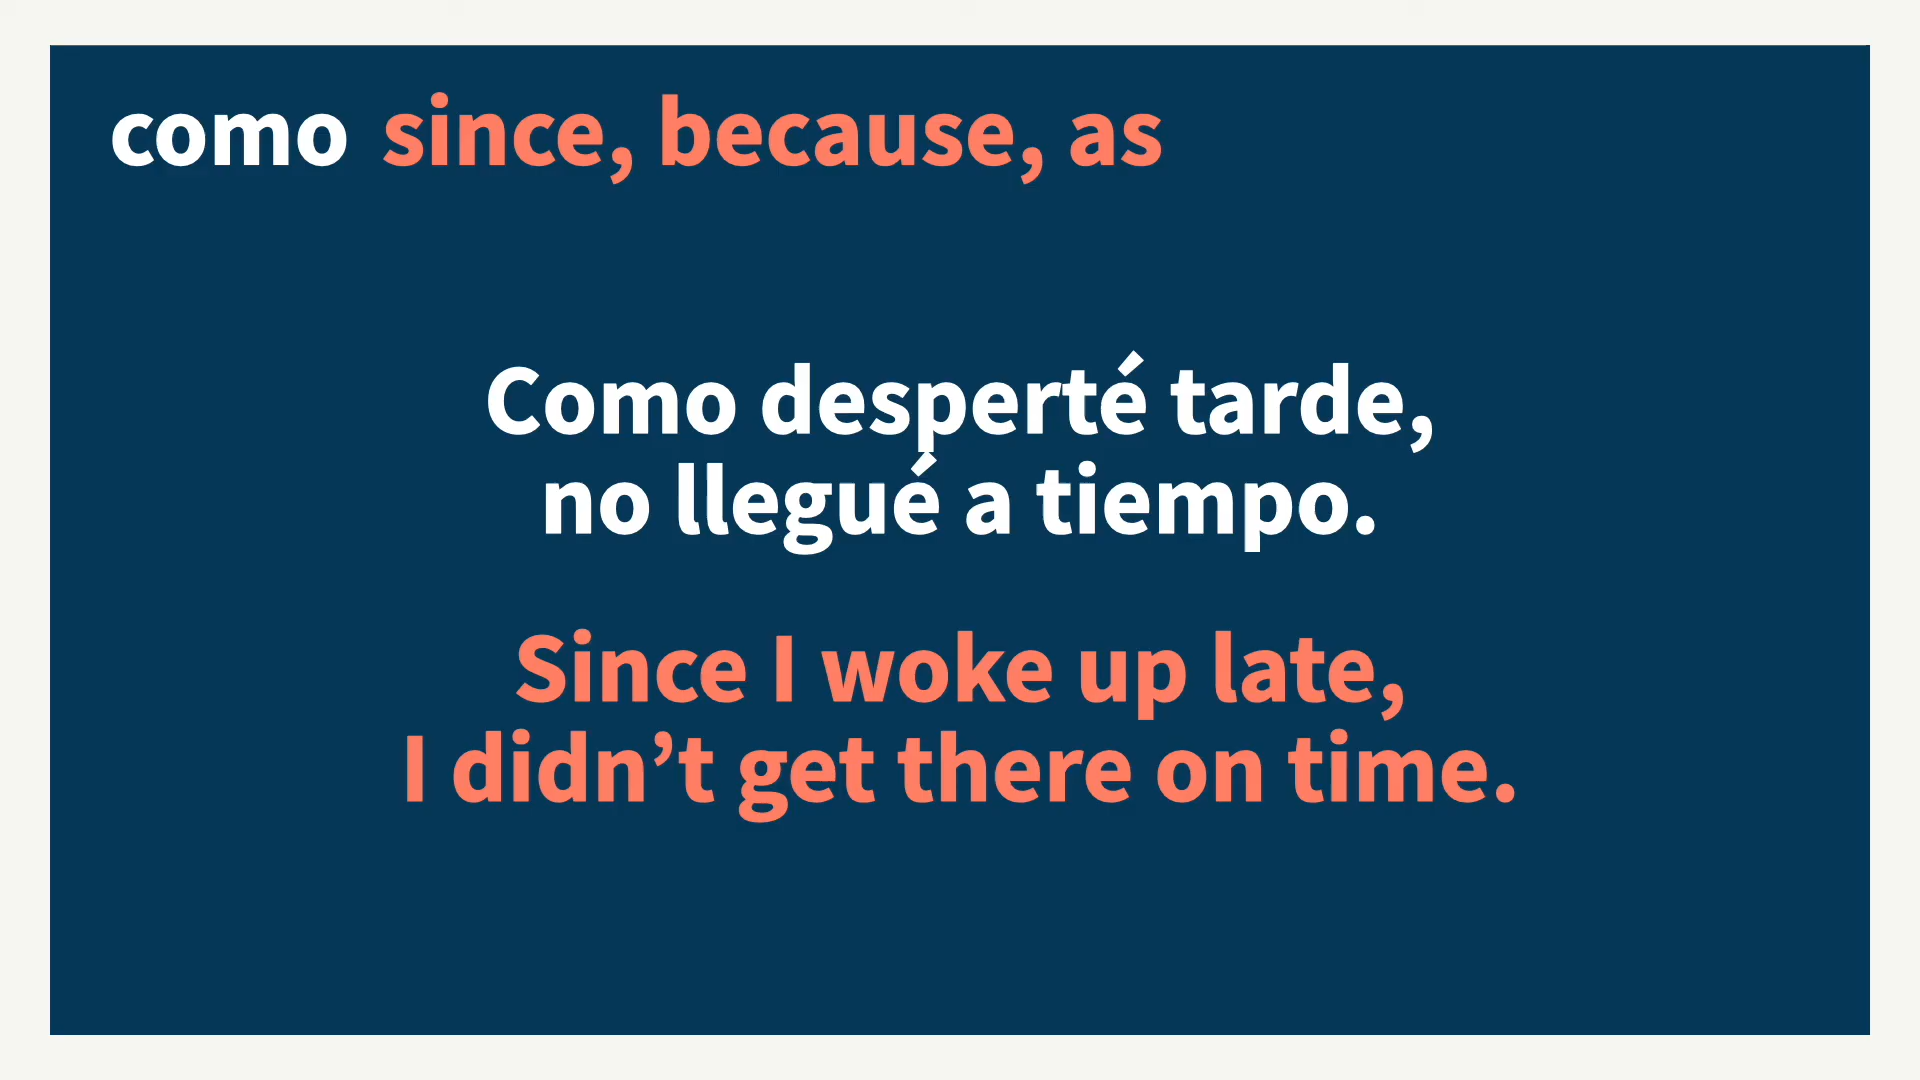 como since, because, as
Como desperté tarde,
no llegué a tiempo.
Since I woke up late,
I didn’t get there on time.